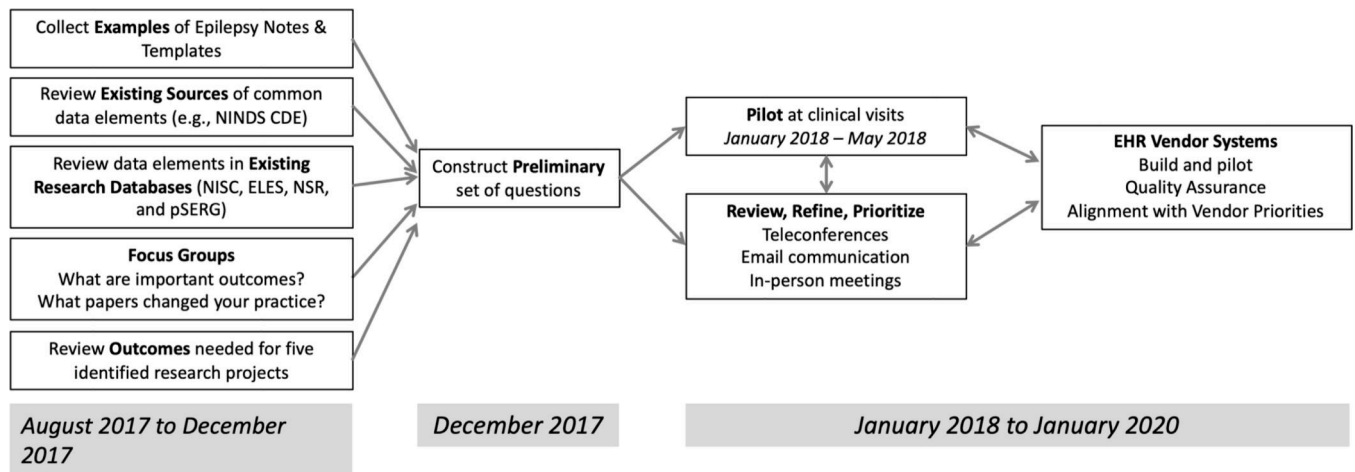 Collect Examples of Epilepsy Notes &
Templates
Review Existing Sources of common
data elements (e.g., NINDS CDE)
Review data elements in Existing
Research Databases (NISC, ELES, NSR,
and pSERG)
Focus Groups
What are important outcomes?
What papers changed your practice?
Review Outcomes needed for five
identified research projects
August 2017 to December
2017
Construct Preliminary
set of questions
December 2017
Pilot at clinical visits
January 2018 – May 2018
Review, Refine, Prioritize
Teleconferences
Email communication
In-person meetings
EHR Vendor Systems
Build and pilot
Quality Assurance
Alignment with Vendor Priorities
January 2018 to January 2020